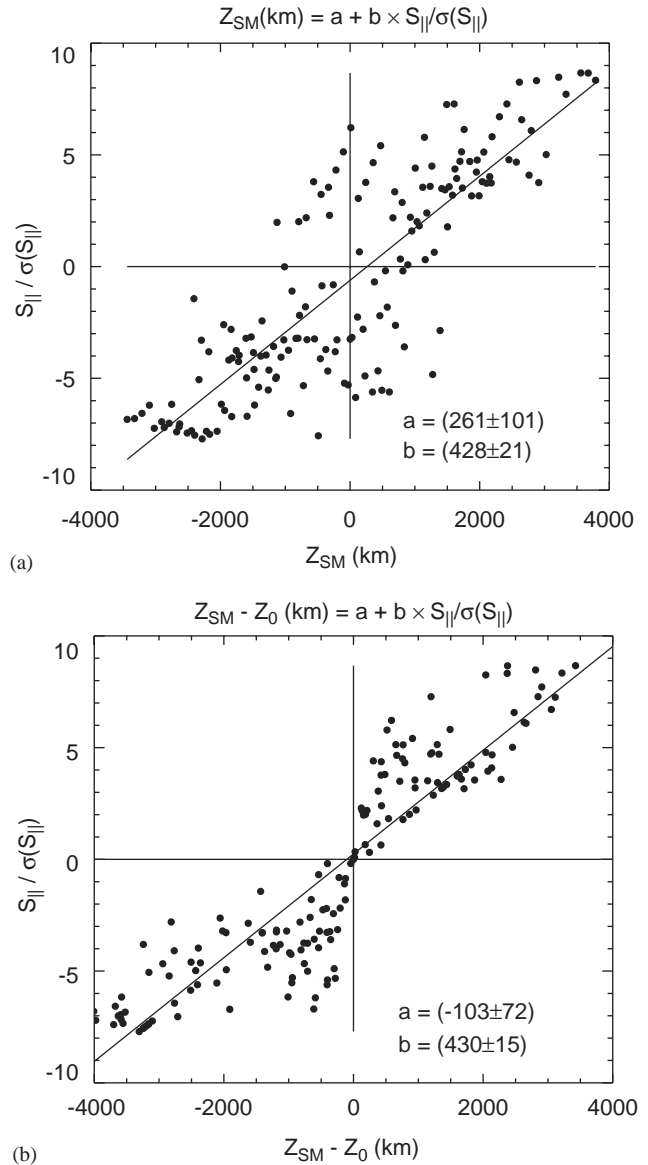 Z_SM(km) = a + b × S_||/σ(S_||)
10
5
0
-5
-10
S_|| / σ(S_||)
a = (261±101)
b = (428±21)
-4000 -2000 0 2000 4000
(a)
Z_SM (km)
Z_SM - Z_0 (km) = a + b × S_||/σ(S_||)
10
5
0
-5
-10
S_|| / σ(S_||)
a = (-103±72)
b = (430±15)
-4000 -2000 0 2000 4000
(b)
Z_SM - Z_0 (km)